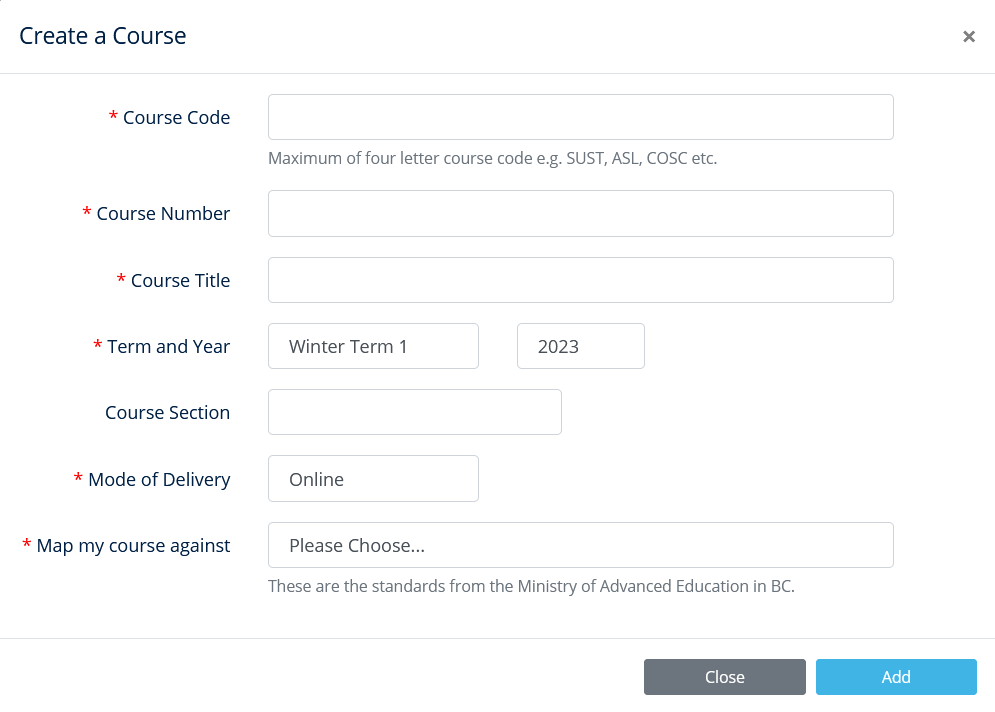 Create a Course ×
* Course Code
Maximum of four letter course code e.g. SUST, ASL, COSC etc.
* Course Number
* Course Title
* Term and Year Winter Term 1 2023
Course Section
* Mode of Delivery Online
* Map my course against Please Choose...
These are the standards from the Ministry of Advanced Education in BC.
Close Add